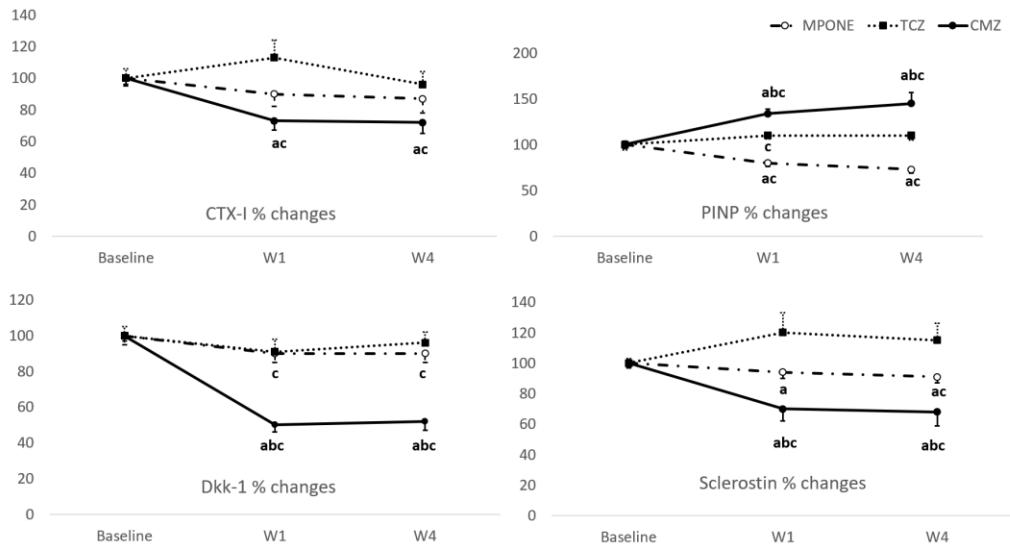 140
120
100
80
60
40
20
0
ac
ac
CTX-I % changes
Baseline W1 W4
MPONE TCZ CMZ
200
150
100
50
0
abc
abc
c
ac
ac
PINP % changes
Baseline W1 W4
120
100
80
60
40
20
0
c
c
abc
abc
Dkk-1 % changes
Baseline W1 W4
140
120
100
80
60
40
20
0
a
ac
abc
abc
Sclerostin % changes
Baseline W1 W4